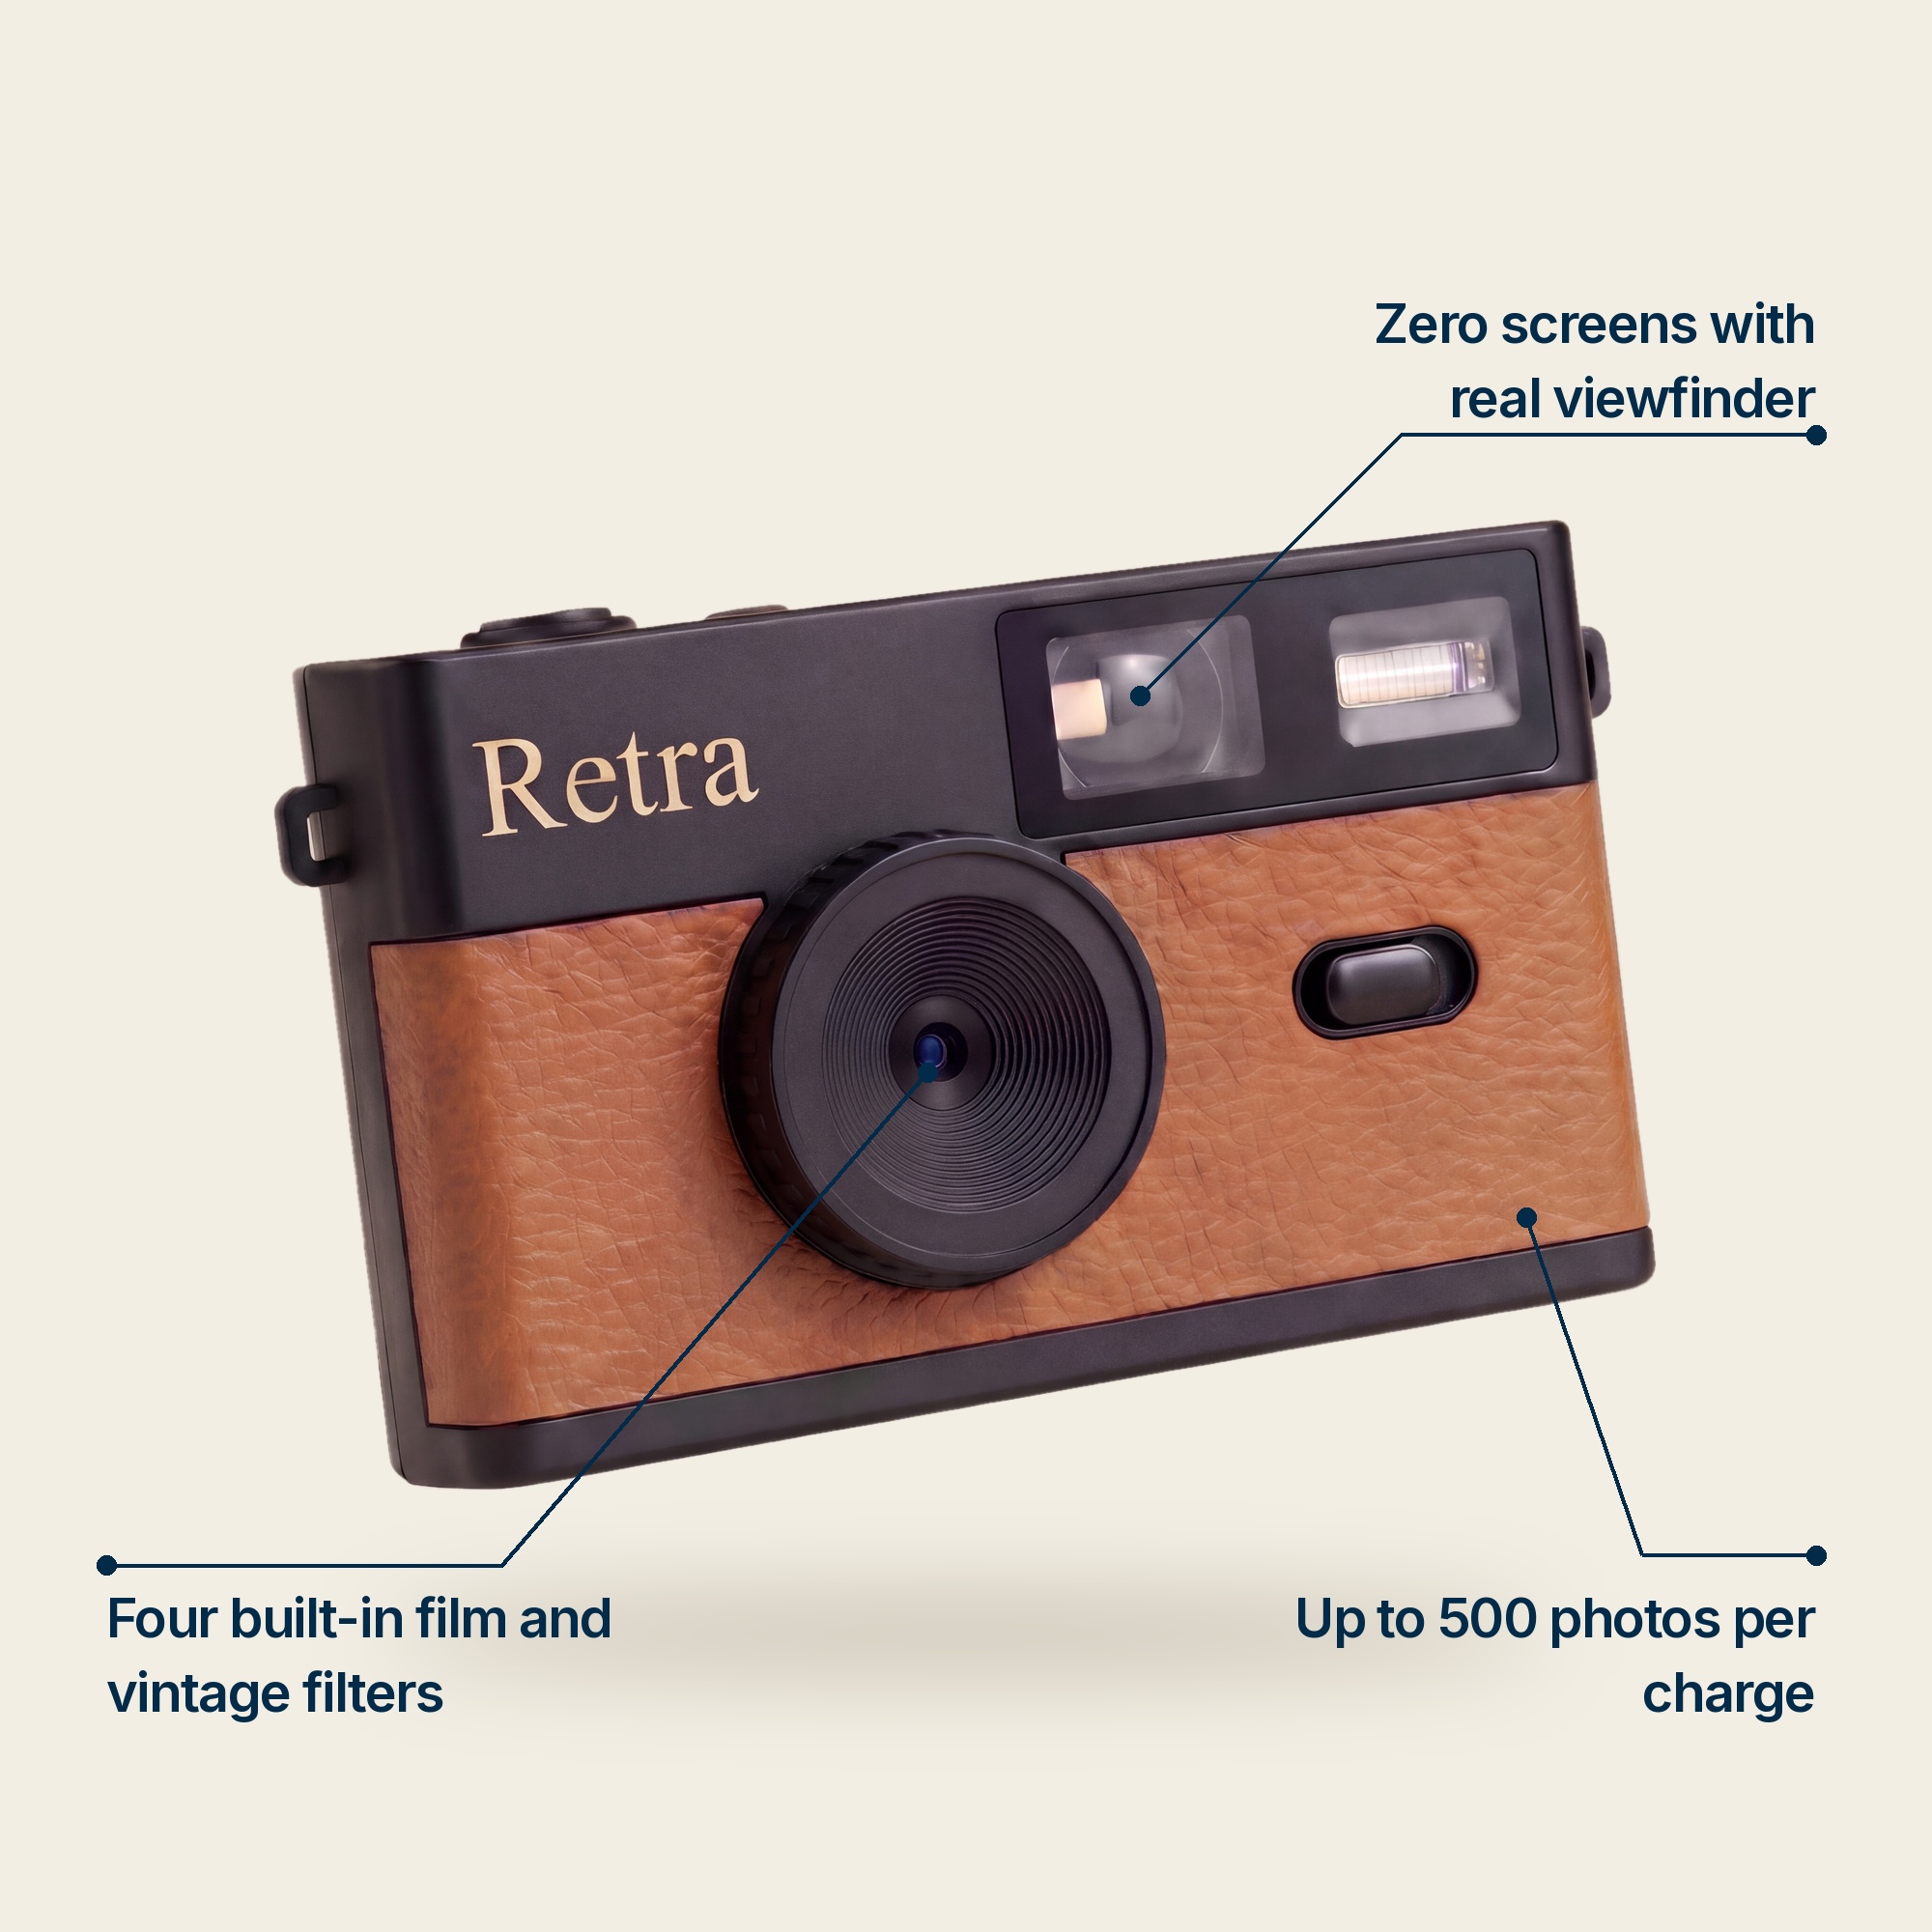 Zero screens with
real viewfinder
Retra
Four built-in film and
vintage filters
Up to 500 photos per
charge